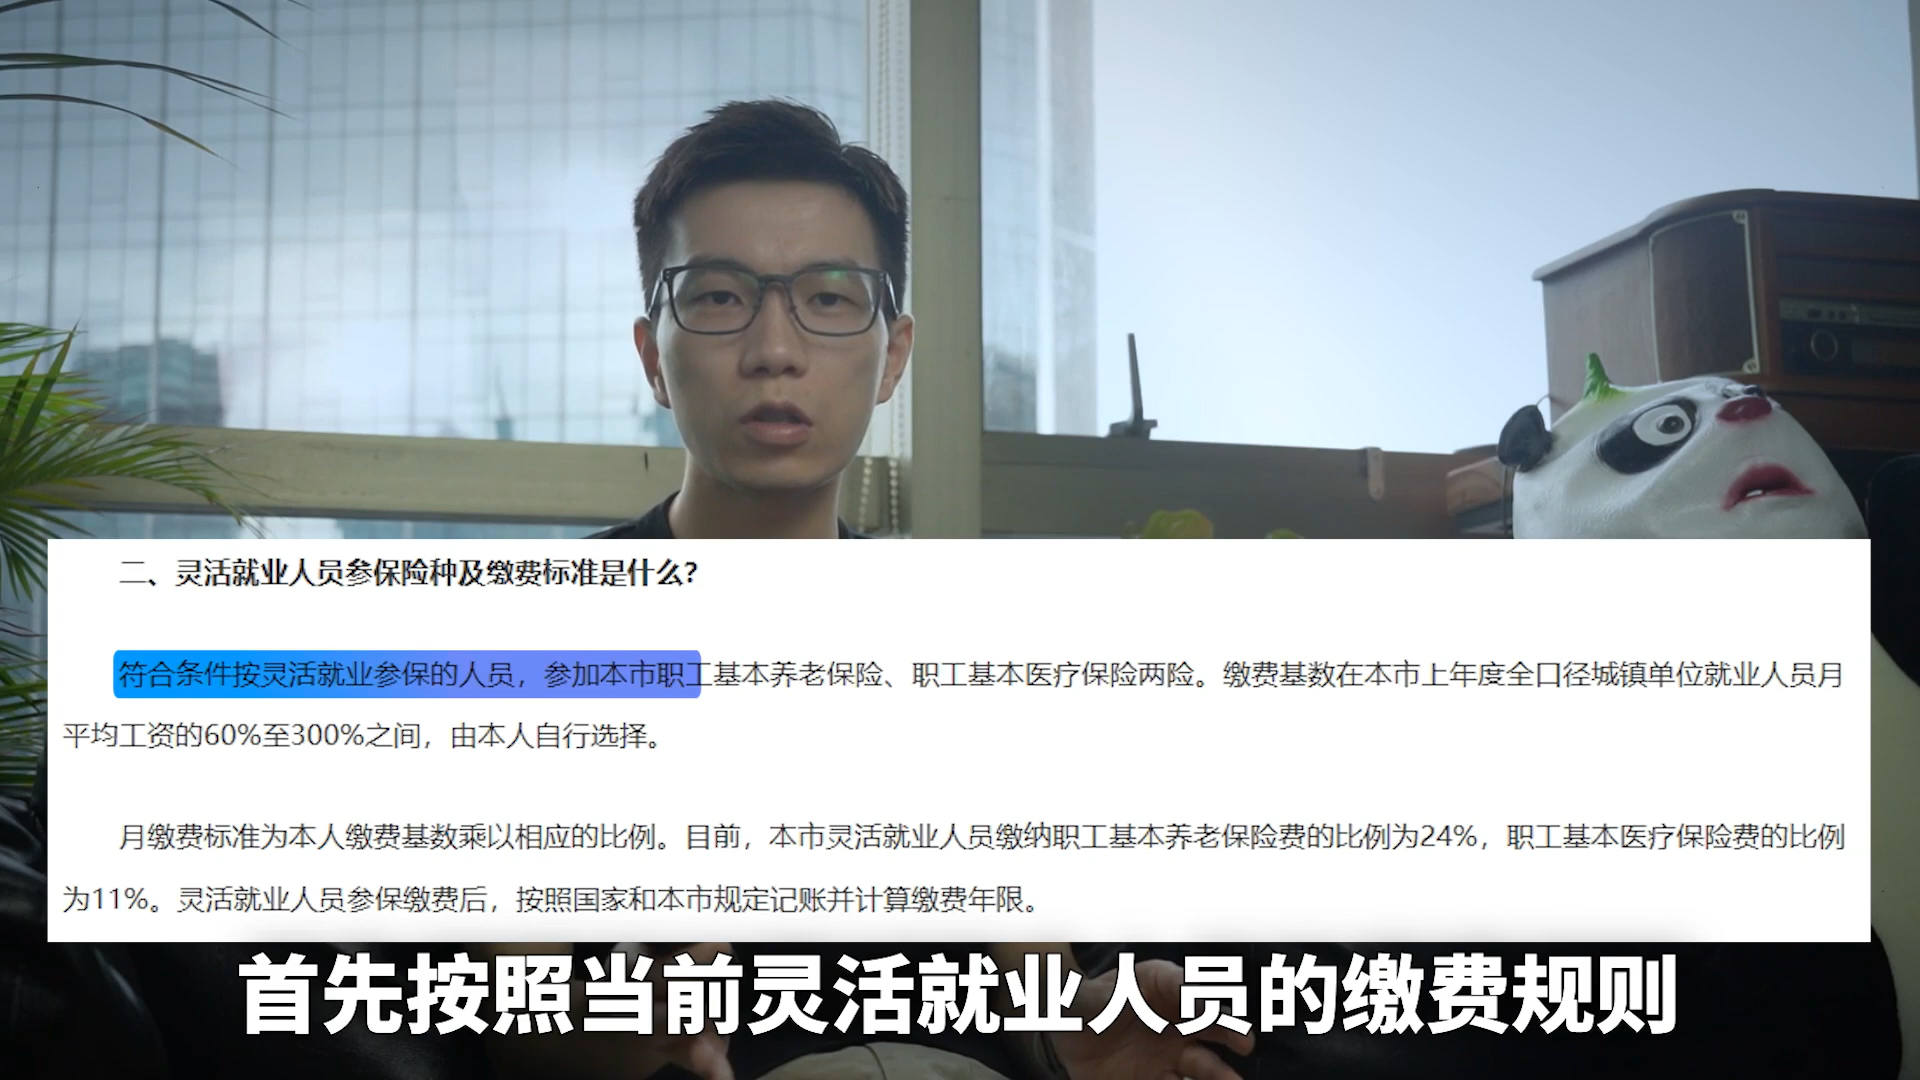 二、灵活就业人员参保险种及缴费标准是什么?
符合条件按灵活就业参保的人员，参加本市职工基本养老保险、职工基本医疗保险两险。缴费基数在本市上年度全口径城镇单位就业人员月
平均工资的60%至300%之间，由本人自行选择。
月缴费标准为本人缴费基数乘以相应的比例。目前，本市灵活就业人员缴纳职工基本养老保险费的比例为24%，职工基本医疗保险费的比例
为11%。灵活就业人员参保缴费后，按照国家和本市规定记账并计算缴费年限。
首先按照当前灵活就业人员的缴费规则